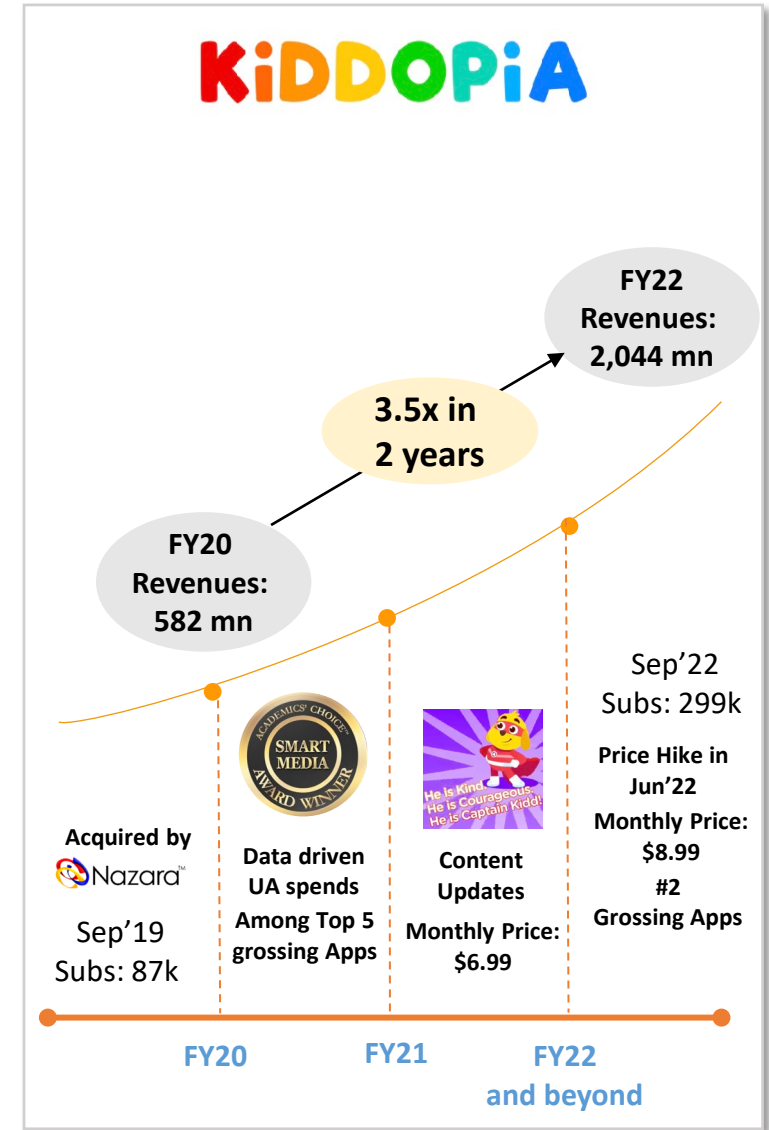 KiDDOPiA
FY22
Revenues:
2,044 mn
3.5x in
2 years
FY20
Revenues:
582 mn
Acquired by
Nazara™
Sep'19
Subs: 87k
ACADEMICS' CHOICE™
SMART
MEDIA
AWARD WINNER
Data driven
UA spends
Among Top 5
grossing Apps
He is Kind.
He is Courageous.
He is Captain Kidd!
Content
Updates
Monthly Price:
$6.99
Sep'22
Subs: 299k
Price Hike in
Jun'22
Monthly Price:
$8.99
#2
Grossing Apps
FY20
FY21
FY22
and beyond